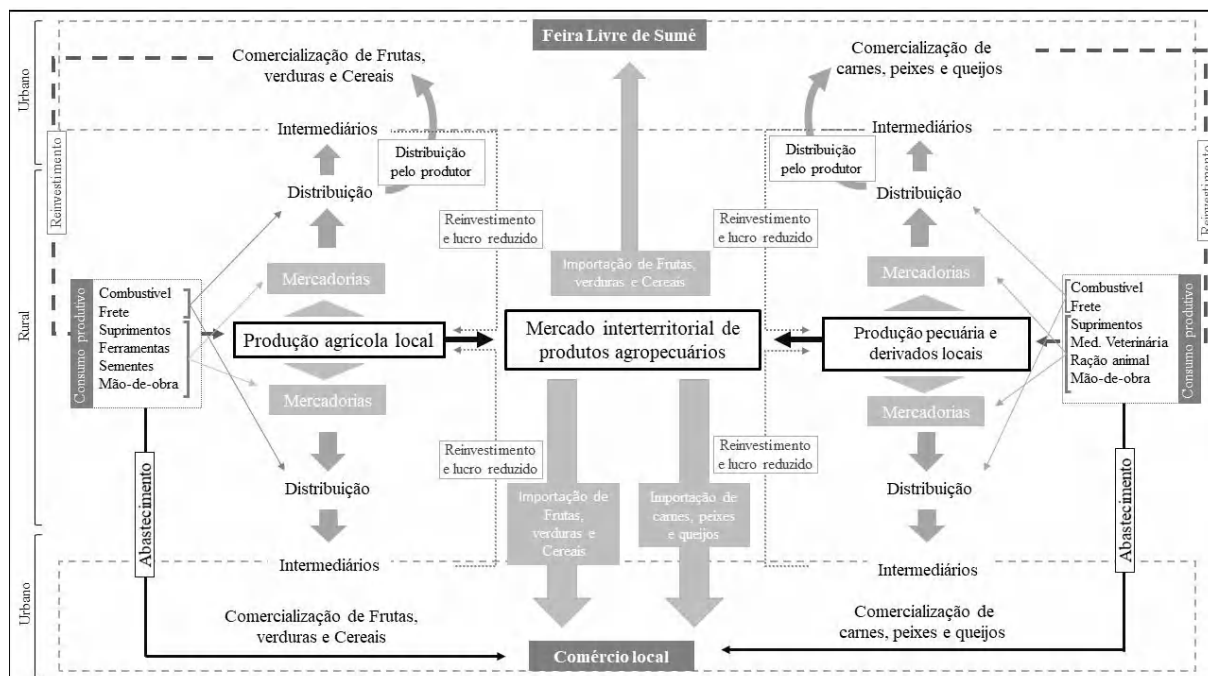 Urbano
Rural
Urbano
Feira Livre de Sumé
Comercialização de Frutas,
verduras e Cereais
Comercialização de
carnes, peixes e queijos
Reinvestimento
Reinvestimento
Intermediários
Intermediários
Distribuição
pelo produtor
Distribuição
pelo produtor
Distribuição
Distribuição
Reinvestimento
e lucro reduzido
Reinvestimento
e lucro reduzido
Importação de Frutas,
verduras e Cereais
Mercadorias
Mercadorias
Consumo produtivo
Combustível
Frete
Suprimentos
Ferramentas
Sementes
Mão-de-obra
Produção agrícola local
Mercado interterritorial de
produtos agropecuários
Produção pecuária e
derivados locais
Combustível
Frete
Suprimentos
Med. Veterinária
Ração animal
Mão-de-obra
Consumo produtivo
Mercadorias
Mercadorias
Reinvestimento
e lucro reduzido
Reinvestimento
e lucro reduzido
Distribuição
Distribuição
Importação de
Frutas,
verduras e
Cereais
Importação de
carnes, peixes
e queijos
Abastecimento
Abastecimento
Intermediários
Intermediários
Comercialização de Frutas,
verduras e Cereais
Comercialização de
carnes, peixes e queijos
Comércio local